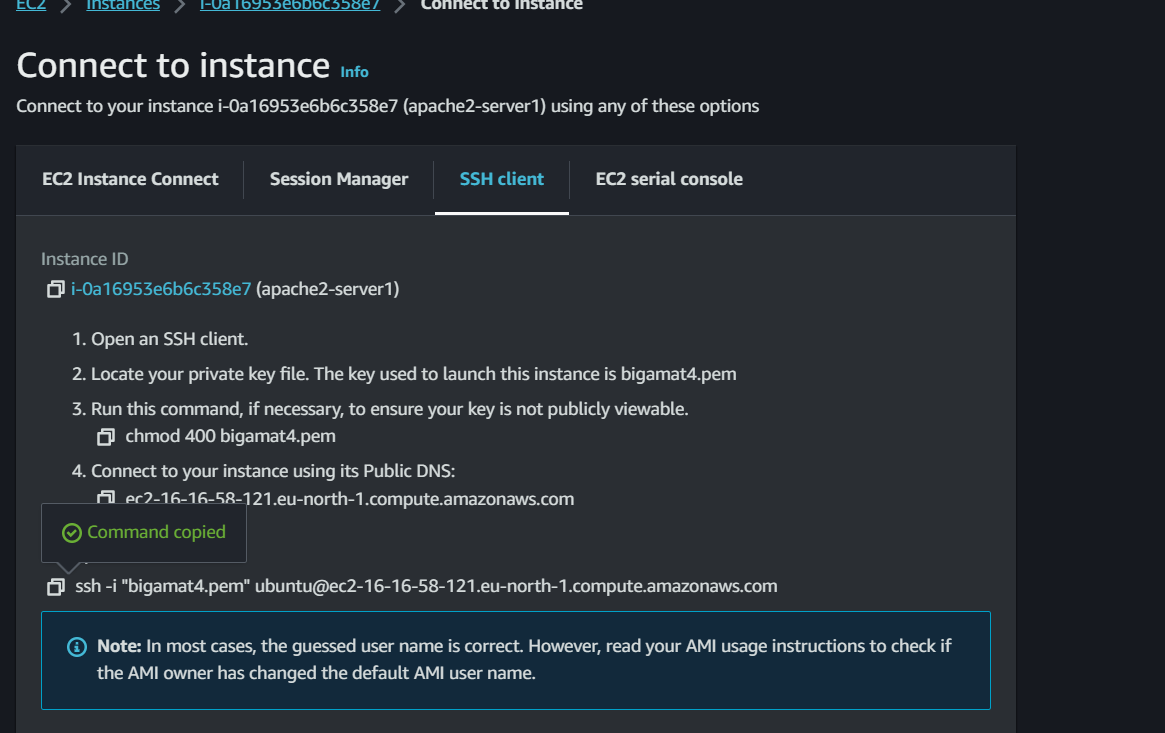 EC2 > Instances > i-0a16953e6b6c358e7 > Connect to instance
Connect to instance Info
Connect to your instance i-0a16953e6b6c358e7 (apache2-server1) using any of these options
EC2 Instance Connect
Session Manager
SSH client
EC2 serial console
Instance ID
i-0a16953e6b6c358e7 (apache2-server1)
1. Open an SSH client.
2. Locate your private key file. The key used to launch this instance is bigamat4.pem
3. Run this command, if necessary, to ensure your key is not publicly viewable.
chmod 400 bigamat4.pem
4. Connect to your instance using its Public DNS:
ec2-16-16-58-121.eu-north-1.compute.amazonaws.com
Command copied
ssh -i "bigamat4.pem" ubuntu@ec2-16-16-58-121.eu-north-1.compute.amazonaws.com
Note: In most cases, the guessed user name is correct. However, read your AMI usage instructions to check if
the AMI owner has changed the default AMI user name.